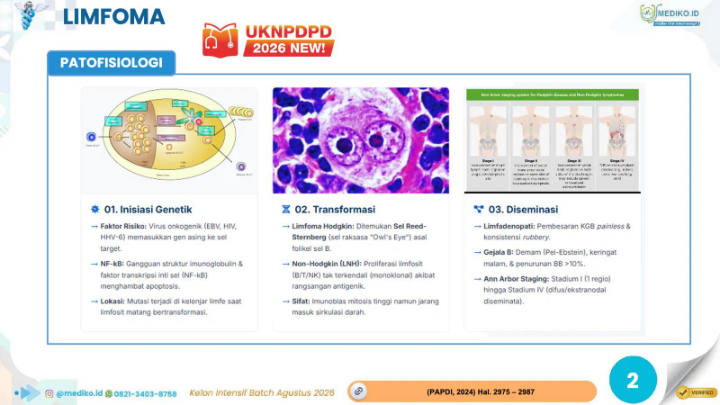 LIMFOMA
UKNPDPD
2026 NEW!
MEDIKO.ID
PATOFISIOLOGI
Stage I
Stage II
Stage III
Stage IV
01. Inisiasi Genetik
→ Faktor Risiko: Virus onkogenik (EBV, HIV,
HHV-6) memasukkan gen asing ke sel
target.
→ NF-kB: Gangguan struktur imunoglobulin &
faktor transkripsi inti sel (NF-kB)
menghambat apoptosis.
→ Lokasi: Mutasi terjadi di kelenjar limfe saat
limfosit matang bertransformasi.
02. Transformasi
→ Limfoma Hodgkin: Ditemukan Sel Reed-
Sternberg (sel raksasa "Owl's Eye") asal
folikel sel B.
→ Non-Hodgkin (LNH): Proliferasi limfosit
(B/T/NK) tak terkendali (monoklonal) akibat
rangsangan antigenik.
→ Sifat: Imunoblas mitosis tinggi namun jarang
masuk sirkulasi darah.
03. Diseminasi
→ Limfadenopati: Pembesaran KGB painless &
konsistensi rubbery.
→ Gejala B: Demam (Pel-Ebstein), keringat
malam, & penurunan BB >10%.
→ Ann Arbor Staging: Stadium I (1 regio)
hingga Stadium IV (difus/ekstranodal
diseminata).
@mediko.id 0821-3403-8758
Kelan Intensif Batch Agustus 2026
(PAPDI, 2024) Hal. 2975 – 2987
2
VERIFIED